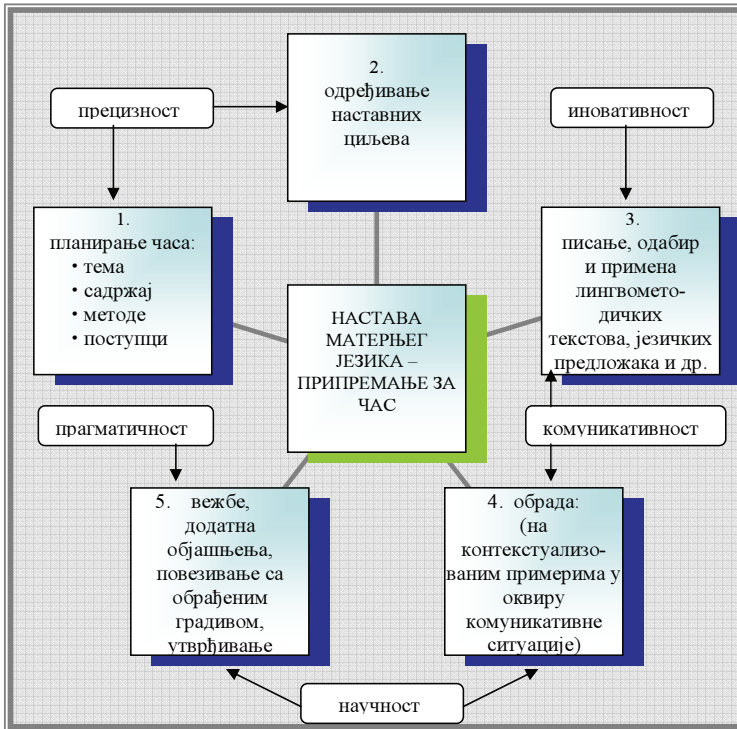 2.
одређивање
наставних
циљева
прецизност
иновативност
1.
планирање часа:
• тема
• садржај
• методе
• поступци
3.
писање, одабир
и примена
лингвомето-
дичких
текстова, језичких
предложака и др.
НАСТАВА
МАТЕРЊЕГ
ЈЕЗИКА –
ПРИПРЕМАЊЕ ЗА
ЧАС
прагматичност
комуникативност
5. вежбе,
додатна
објашњења,
повезивање са
обрађеним
градивом,
утврђивање
4. обрада:
(на
контекстуализо-
ваним примерима у
оквиру
комуникативне
ситуације)
научност